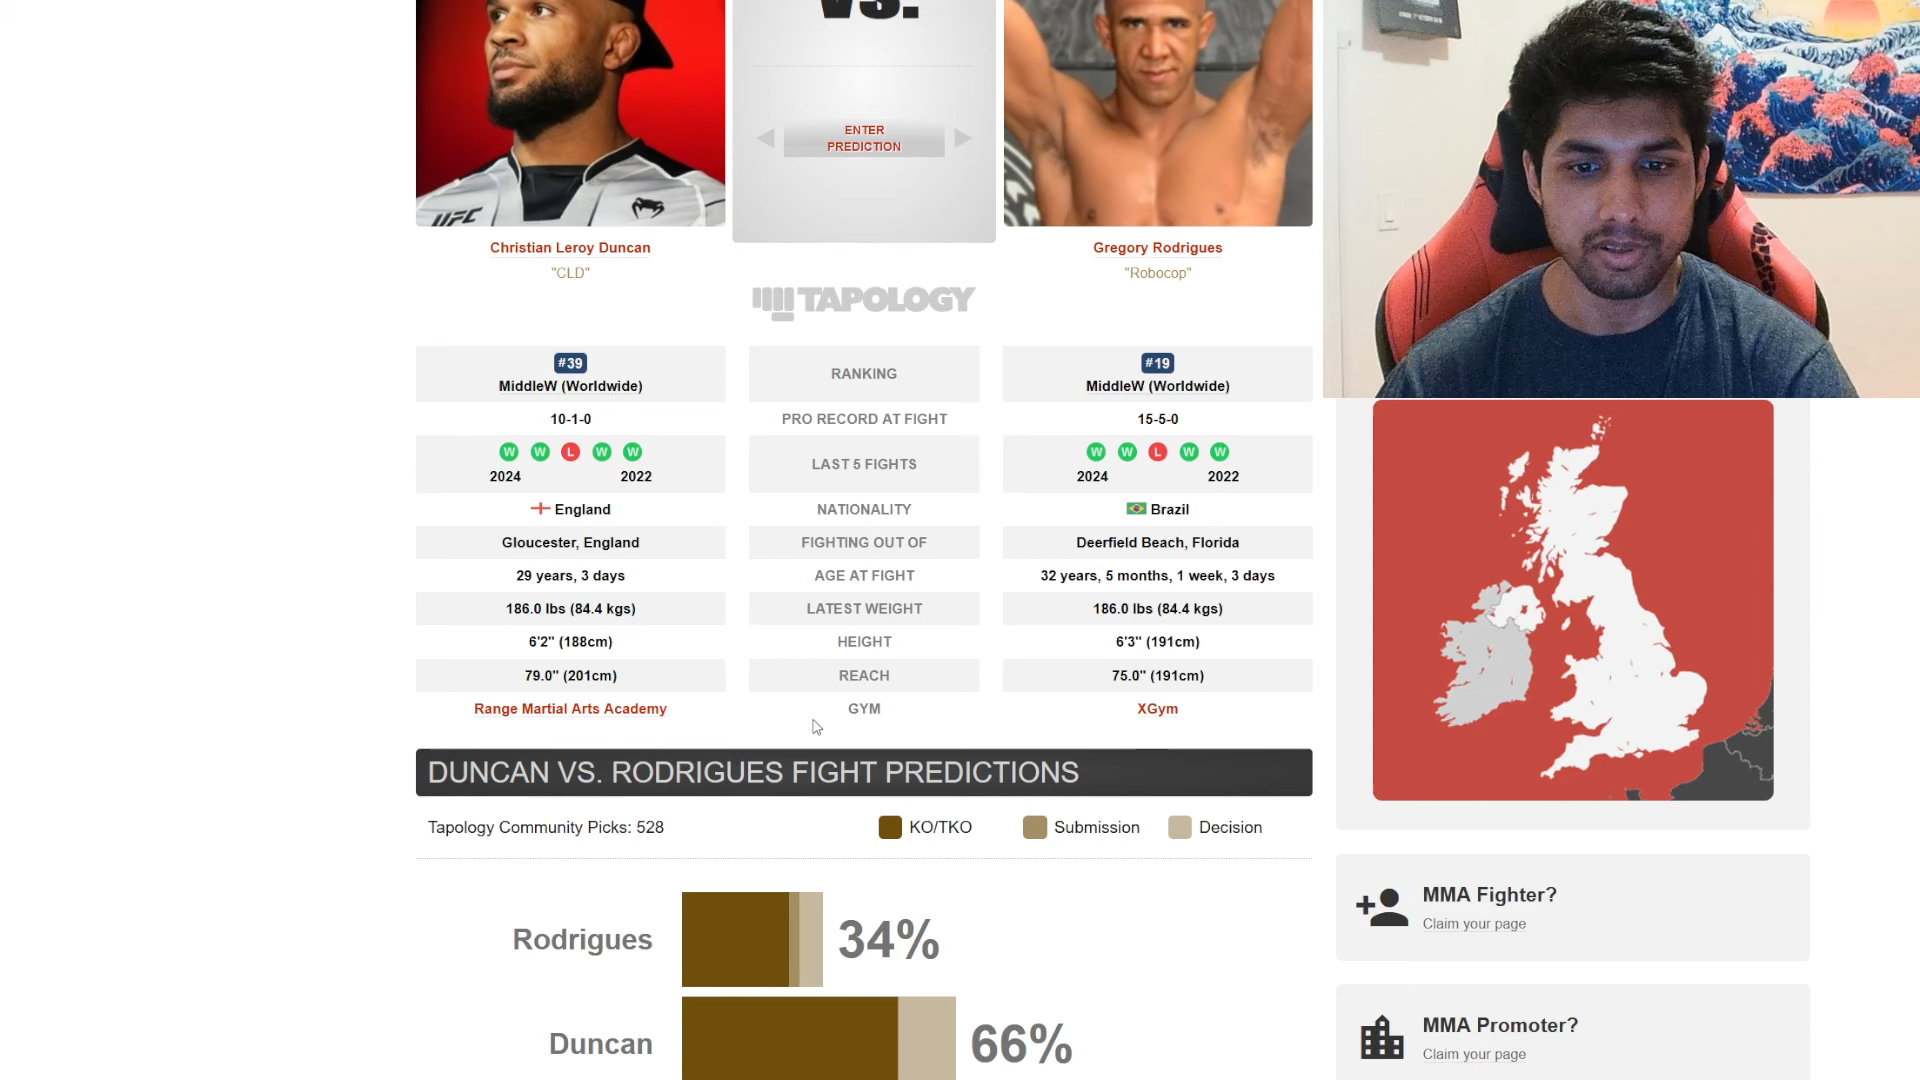 VS.
ENTER
PREDICTION
UFC
Christian Leroy Duncan
"CLD"
Gregory Rodrigues
"Robocop"
TAPOLOGY
#39
MiddleW (Worldwide)
RANKING
#19
MiddleW (Worldwide)
10-1-0
PRO RECORD AT FIGHT
15-5-0
W W L W W
2024 2022
LAST 5 FIGHTS
W W L W W
2024 2022
England
NATIONALITY
Brazil
Gloucester, England
FIGHTING OUT OF
Deerfield Beach, Florida
29 years, 3 days
AGE AT FIGHT
32 years, 5 months, 1 week, 3 days
186.0 lbs (84.4 kgs)
LATEST WEIGHT
186.0 lbs (84.4 kgs)
6'2" (188cm)
HEIGHT
6'3" (191cm)
79.0" (201cm)
REACH
75.0" (191cm)
Range Martial Arts Academy
GYM
XGym
DUNCAN VS. RODRIGUES FIGHT PREDICTIONS
Tapology Community Picks: 528
KO/TKO
Submission
Decision
Rodrigues
34%
Duncan
66%
MMA Fighter?
Claim your page
MMA Promoter?
Claim your page